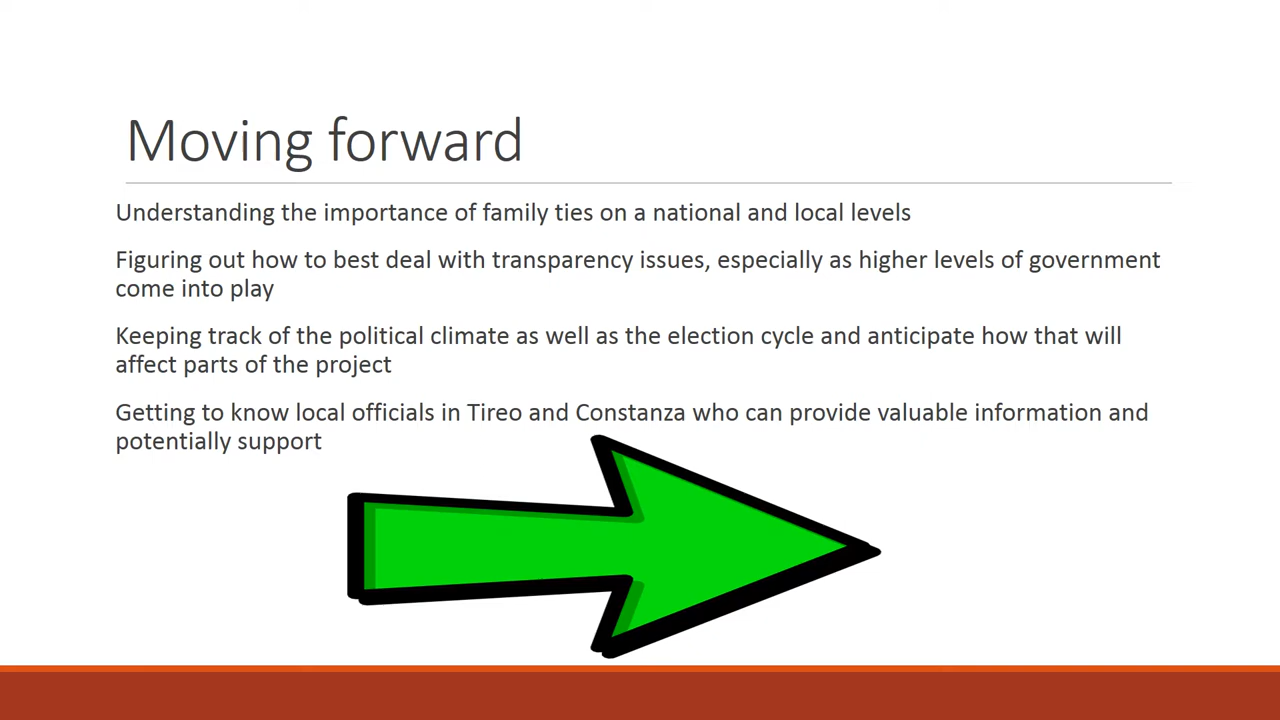 Moving forward
Understanding the importance of family ties on a national and local levels
Figuring out how to best deal with transparency issues, especially as higher levels of government
come into play
Keeping track of the political climate as well as the election cycle and anticipate how that will
affect parts of the project
Getting to know local officials in Tireo and Constanza who can provide valuable information and
potentially support